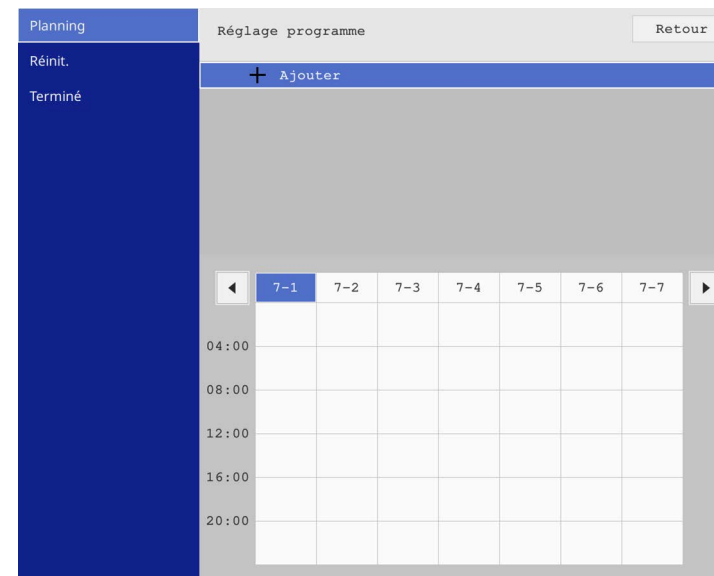 Planning
Réinit.
Terminé
Réglage programme
Retour
Ajouter
7-1 7-2 7-3 7-4 7-5 7-6 7-7
04:00
08:00
12:00
16:00
20:00